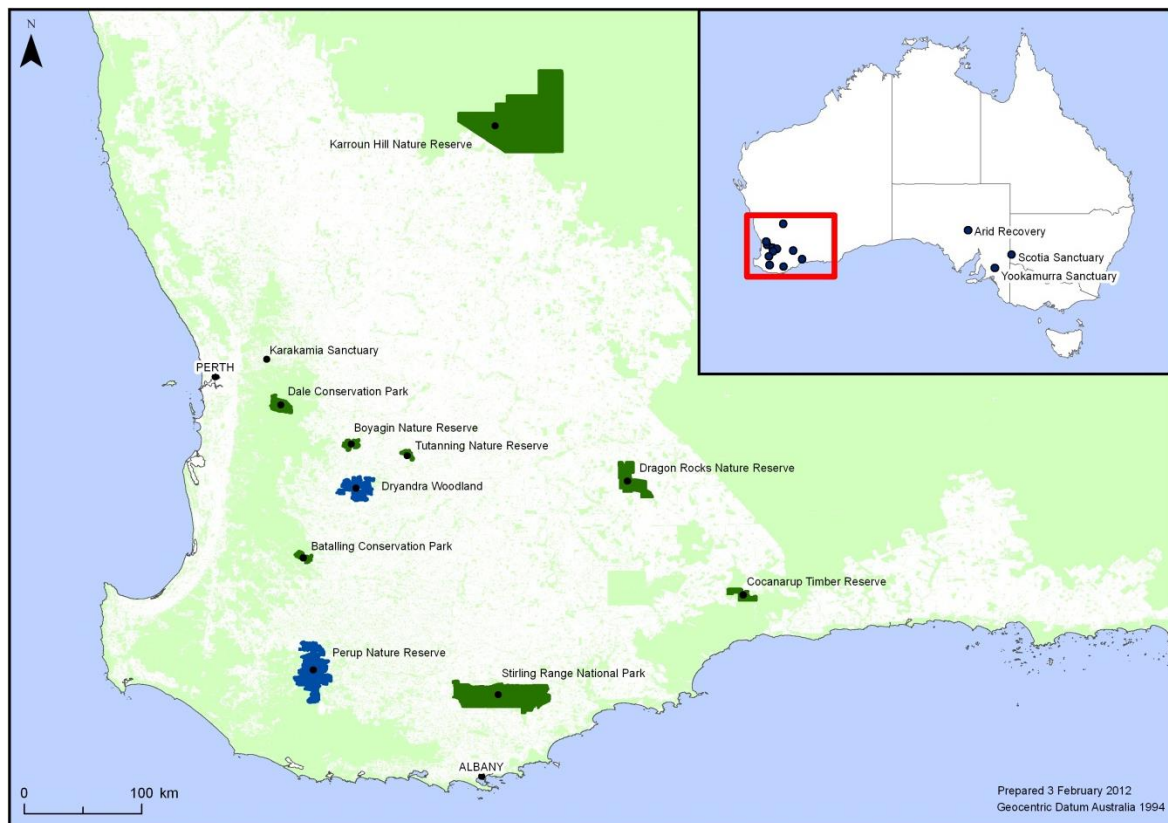 N
Karroun Hill Nature Reserve
Arid Recovery
Scotia Sanctuary
Yookamurra Sanctuary
Karakamia Sanctuary
PERTH
Dale Conservation Park
Boyagin Nature Reserve
Tutanning Nature Reserve
Dragon Rocks Nature Reserve
Dryandra Woodland
Batalling Conservation Park
Cocanarup Timber Reserve
Perup Nature Reserve
Stirling Range National Park
ALBANY
0 100 km
Prepared 3 February 2012
Geocentric Datum Australia 1994